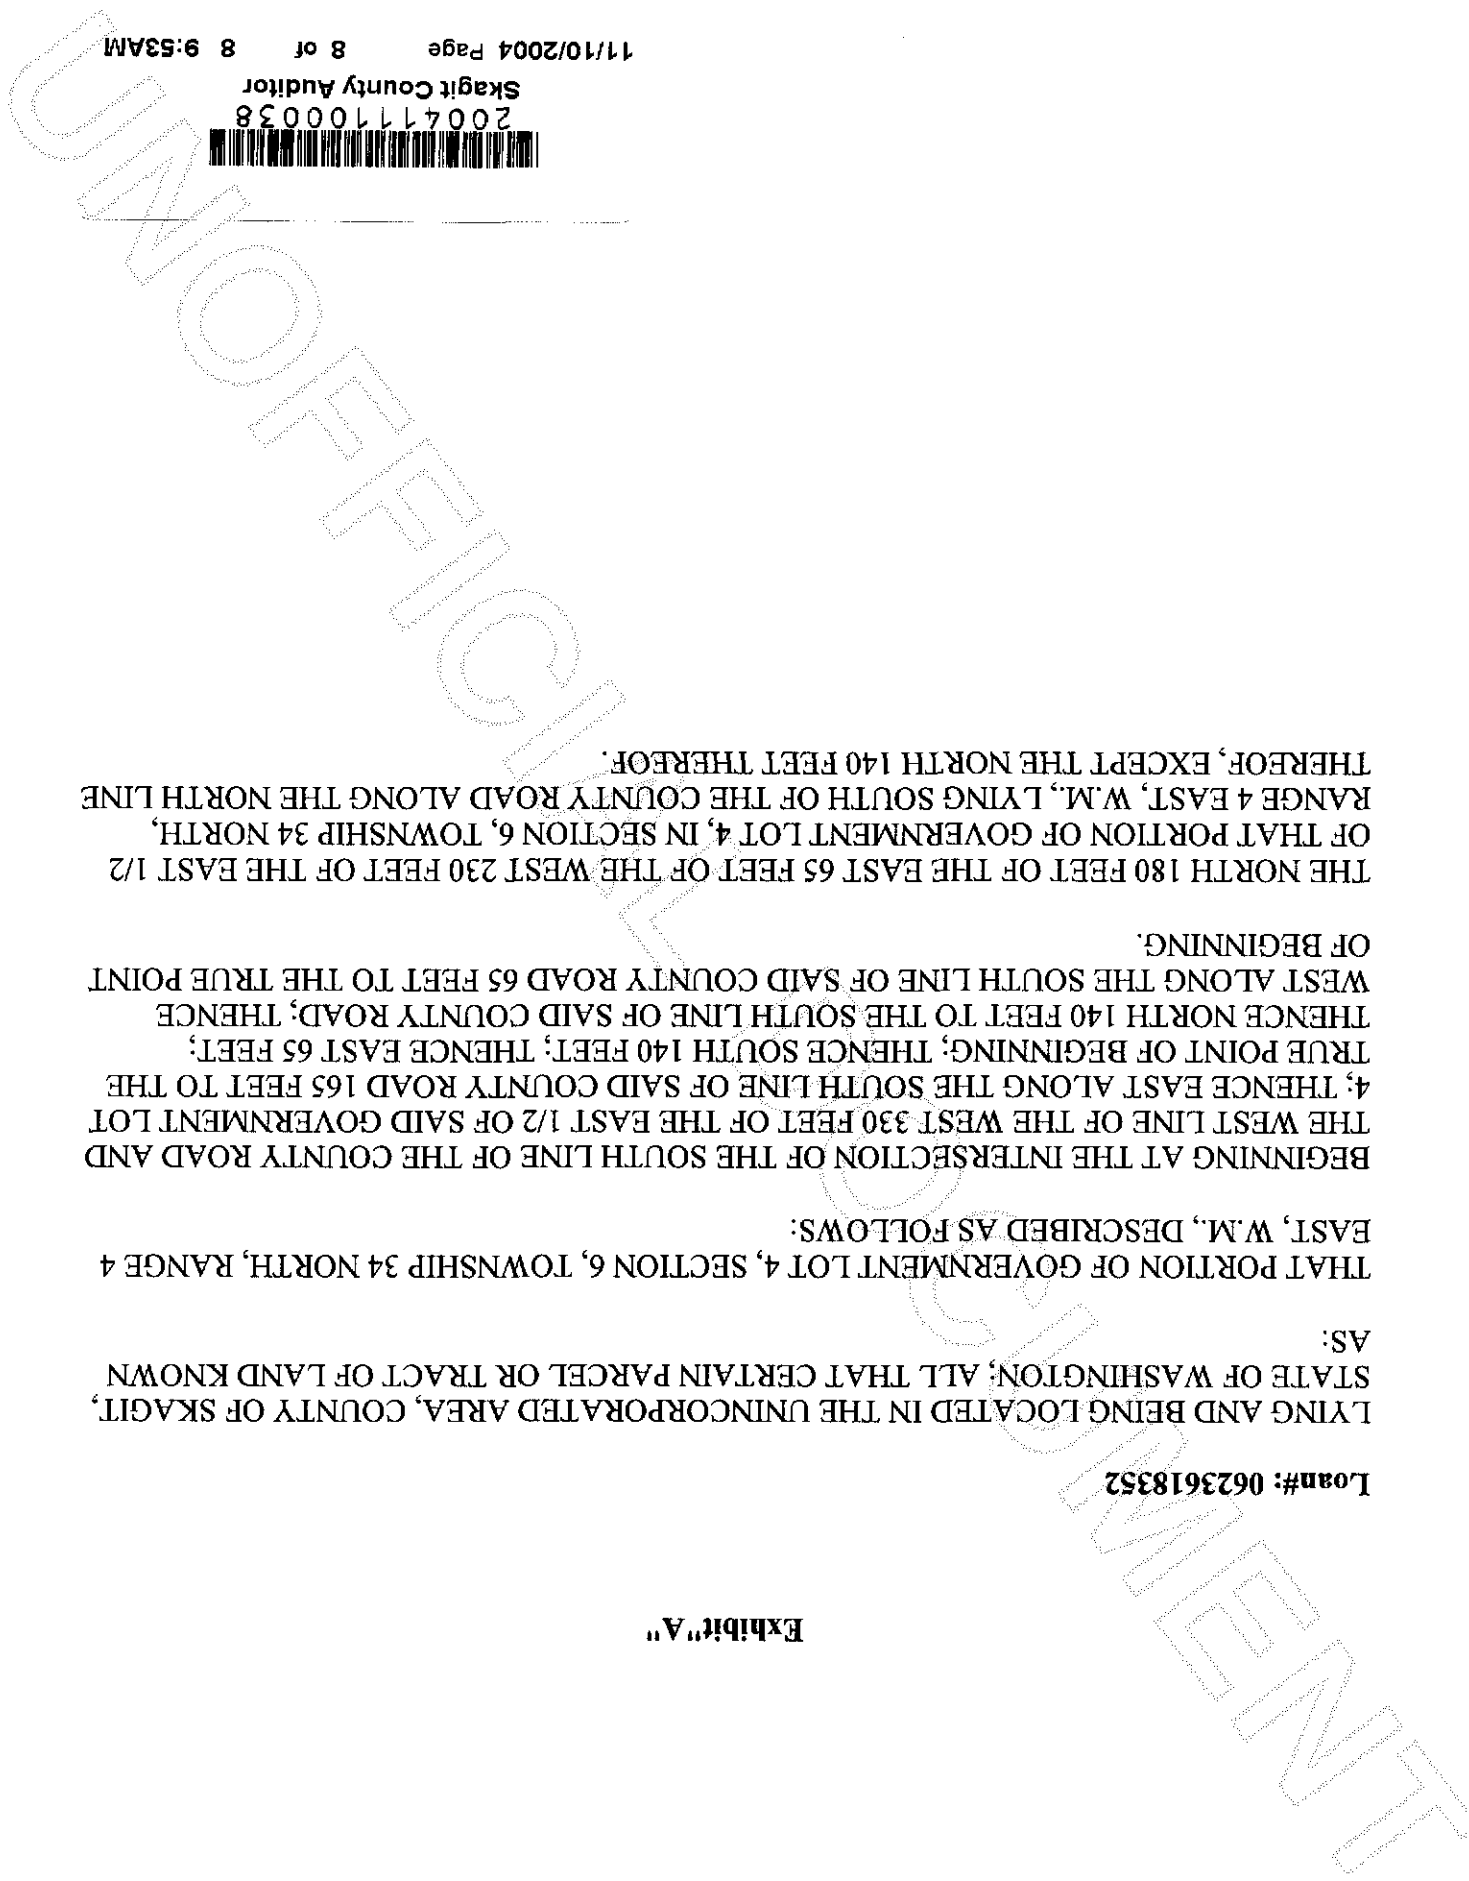 Exhibit"A"
Loan#: 0623618352
LYING AND BEING LOCATED IN THE UNINCORPORATED AREA, COUNTY OF SKAGIT,
STATE OF WASHINGTON; ALL THAT CERTAIN PARCEL OR TRACT OF LAND KNOWN
AS:
THAT PORTION OF GOVERNMENT LOT 4, SECTION 6, TOWNSHIP 34 NORTH, RANGE 4
EAST, W.M., DESCRIBED AS FOLLOWS:
BEGINNING AT THE INTERSECTION OF THE SOUTH LINE OF THE COUNTY ROAD AND
THE WEST LINE OF THE WEST 330 FEET OF THE EAST 1/2 OF SAID GOVERNMENT LOT
4; THENCE EAST ALONG THE SOUTH LINE OF SAID COUNTY ROAD 165 FEET TO THE
TRUE POINT OF BEGINNING; THENCE SOUTH 140 FEET; THENCE EAST 65 FEET;
THENCE NORTH 140 FEET TO THE SOUTH LINE OF SAID COUNTY ROAD; THENCE
WEST ALONG THE SOUTH LINE OF SAID COUNTY ROAD 65 FEET TO THE TRUE POINT
OF BEGINNING.
THE NORTH 180 FEET OF THE EAST 65 FEET OF THE WEST 230 FEET OF THE EAST 1/2
OF THAT PORTION OF GOVERNMENT LOT 4, IN SECTION 6, TOWNSHIP 34 NORTH,
RANGE 4 EAST, W.M., LYING SOUTH OF THE COUNTY ROAD ALONG THE NORTH LINE
THEREOF, EXCEPT THE NORTH 140 FEET THEREOF.
200411100038
Skagit County Auditor
11/10/2004 Page 8 of 8 9:53AM
UNOFFICIAL DOCUMENT